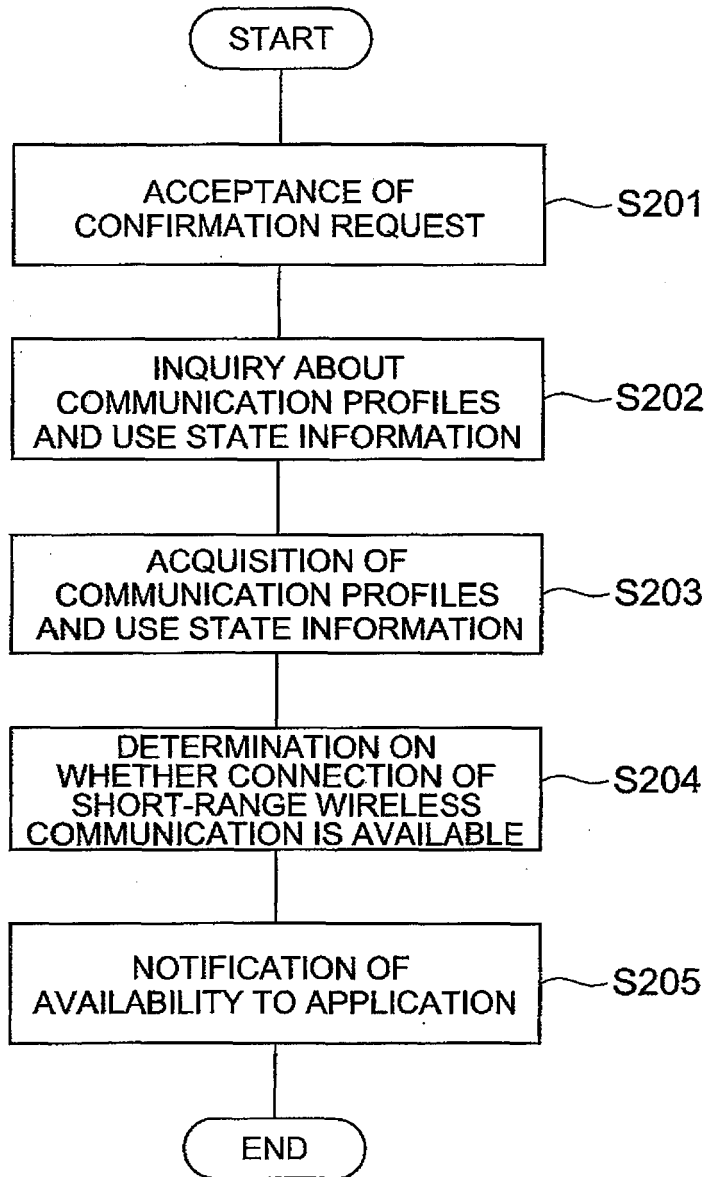 START
ACCEPTANCE OF
CONFIRMATION REQUEST
S201
INQUIRY ABOUT
COMMUNICATION PROFILES
AND USE STATE INFORMATION
S202
ACQUISITION OF
COMMUNICATION PROFILES
AND USE STATE INFORMATION
S203
DETERMINATION ON
WHETHER CONNECTION OF
SHORT-RANGE WIRELESS
COMMUNICATION IS AVAILABLE
S204
NOTIFICATION OF
AVAILABILITY TO APPLICATION
S205
END